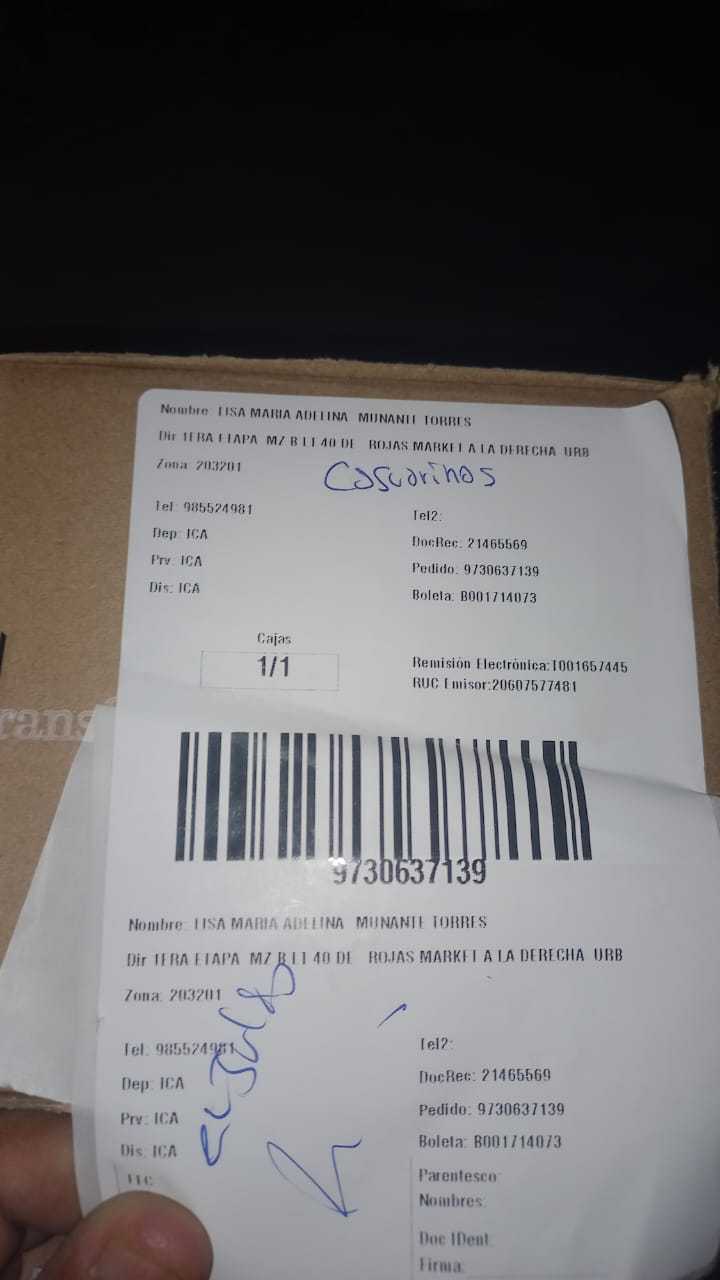 Nombre: LISA MARIA ADELINA MUNANTE TORRES
Dir 1ERA ETAPA MZ B LT 40 DE ROJAS MARKET A LA DERECHA URB
Zona: 203201
Casuarinas
Tel: 985524981
Tel2:
Dep: ICA
DocRec: 21465569
Prv: ICA
Pedido: 9730637139
Dis: ICA
Boleta: B001714073
Cajas
1/1
Remisión Electrónica:T001657445
RUC Emisor:20607577481
rans
9730637139
Nombre: LISA MARIA ADELINA MUNANTE TORRES
Dir 1ERA ETAPA MZ B LT 40 DE ROJAS MARKET A LA DERECHA URB
Zona: 203201
Tel: 985524981
Tel2:
Dep: ICA
DocRec: 21465569
Prv: ICA
Pedido: 9730637139
Dis: ICA
Boleta: B001714073
Parentesco:
Nombres:
Doc IDent:
Firma: